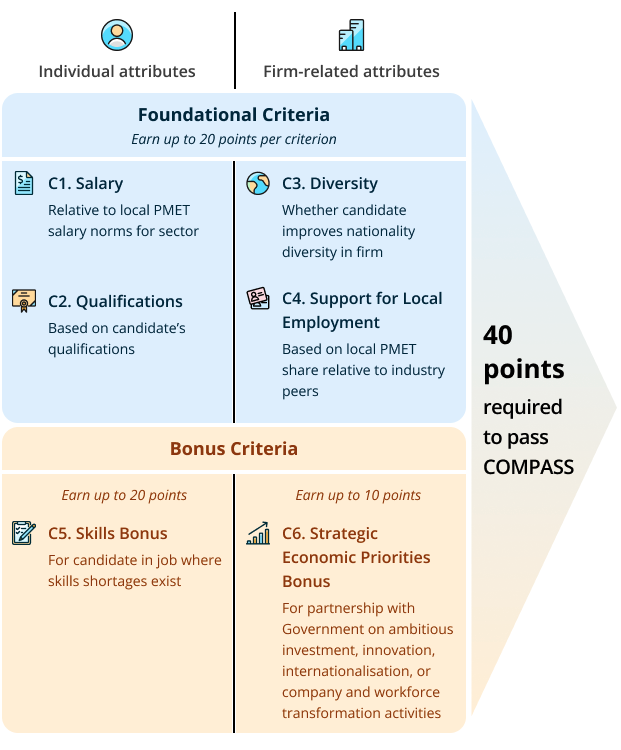 Individual attributes
Firm-related attributes
Foundational Criteria
Earn up to 20 points per criterion
C1. Salary
Relative to local PMET
salary norms for sector
C2. Qualifications
Based on candidate’s
qualifications
C3. Diversity
Whether candidate
improves nationality
diversity in firm
C4. Support for Local
Employment
Based on local PMET
share relative to industry
peers
Bonus Criteria
Earn up to 20 points
C5. Skills Bonus
For candidate in job where
skills shortages exist
Earn up to 10 points
C6. Strategic
Economic Priorities
Bonus
For partnership with
Government on ambitious
investment, innovation,
internationalisation, or
company and workforce
transformation activities
40
points
required
to pass
COMPASS